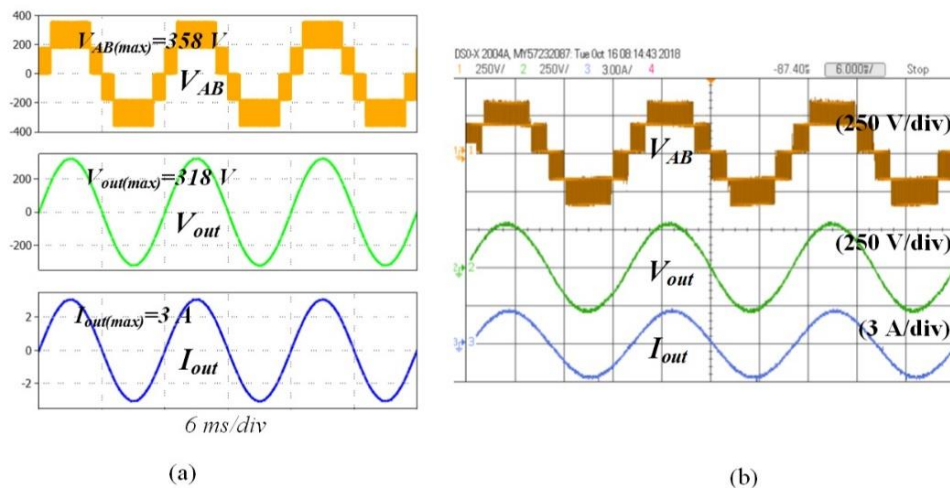 400
200
0
-200
-400
V_AB(max)=358 V
V_AB
200
0
-200
V_out(max)=318 V
V_out
2
0
-2
I_out(max)=3 A
I_out
6 ms/div
(a)
DSO-X 2004A, MY57232087: Tue Oct 16 08:14:43 2018
1 250V/ 2 250V/ 3 3.00A/ 4 -87.40s 6.000s/ Stop
(250 V/div)
V_AB
(250 V/div)
V_out
(3 A/div)
I_out
(b)